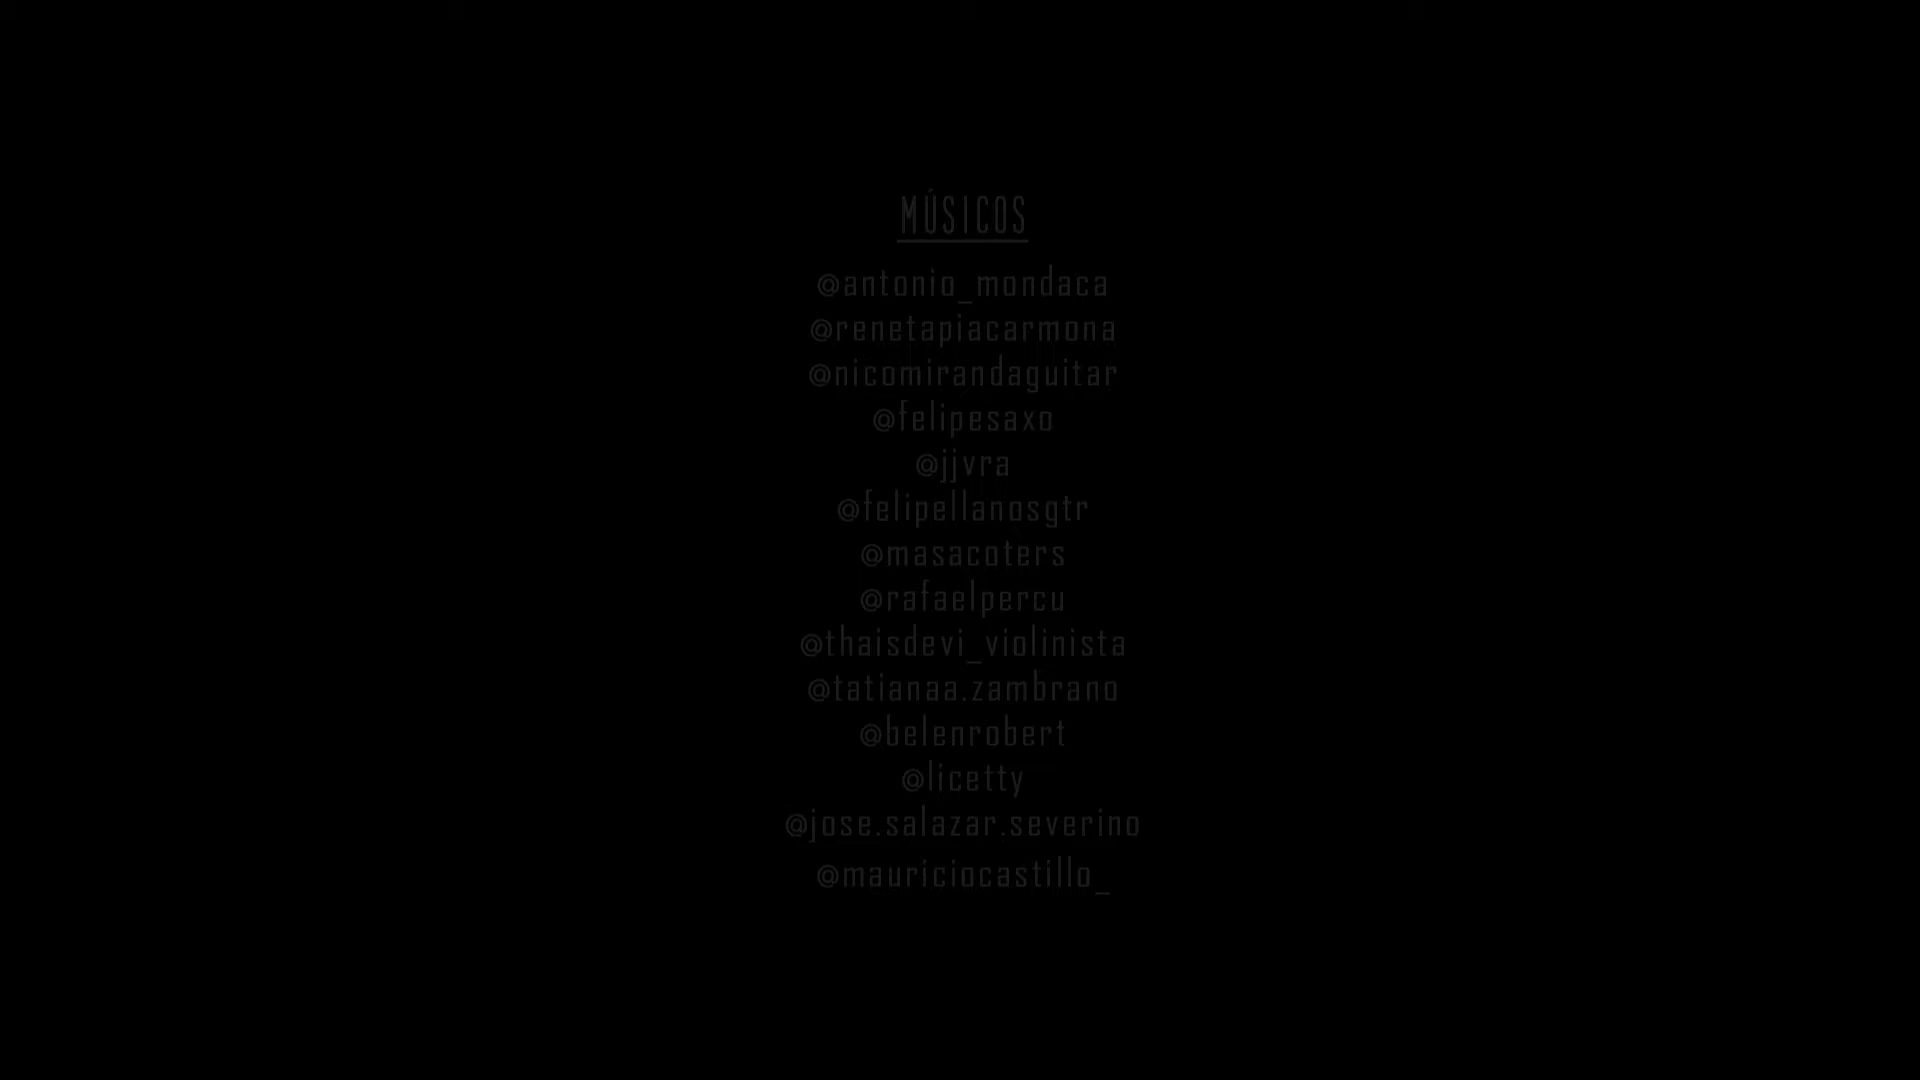 MÚSICOS
@antonio_mondaca
@renetapiacarmona
@nicomirandaguitar
@felipesaxo
@jjvra
@felipellanosgtr
@masacoters
@rafaelpercu
@thaisdevi_violinista
@tatianaa.zambrano
@belenrobert
@licetty
@jose.salazar.severino
@mauriciocastillo_